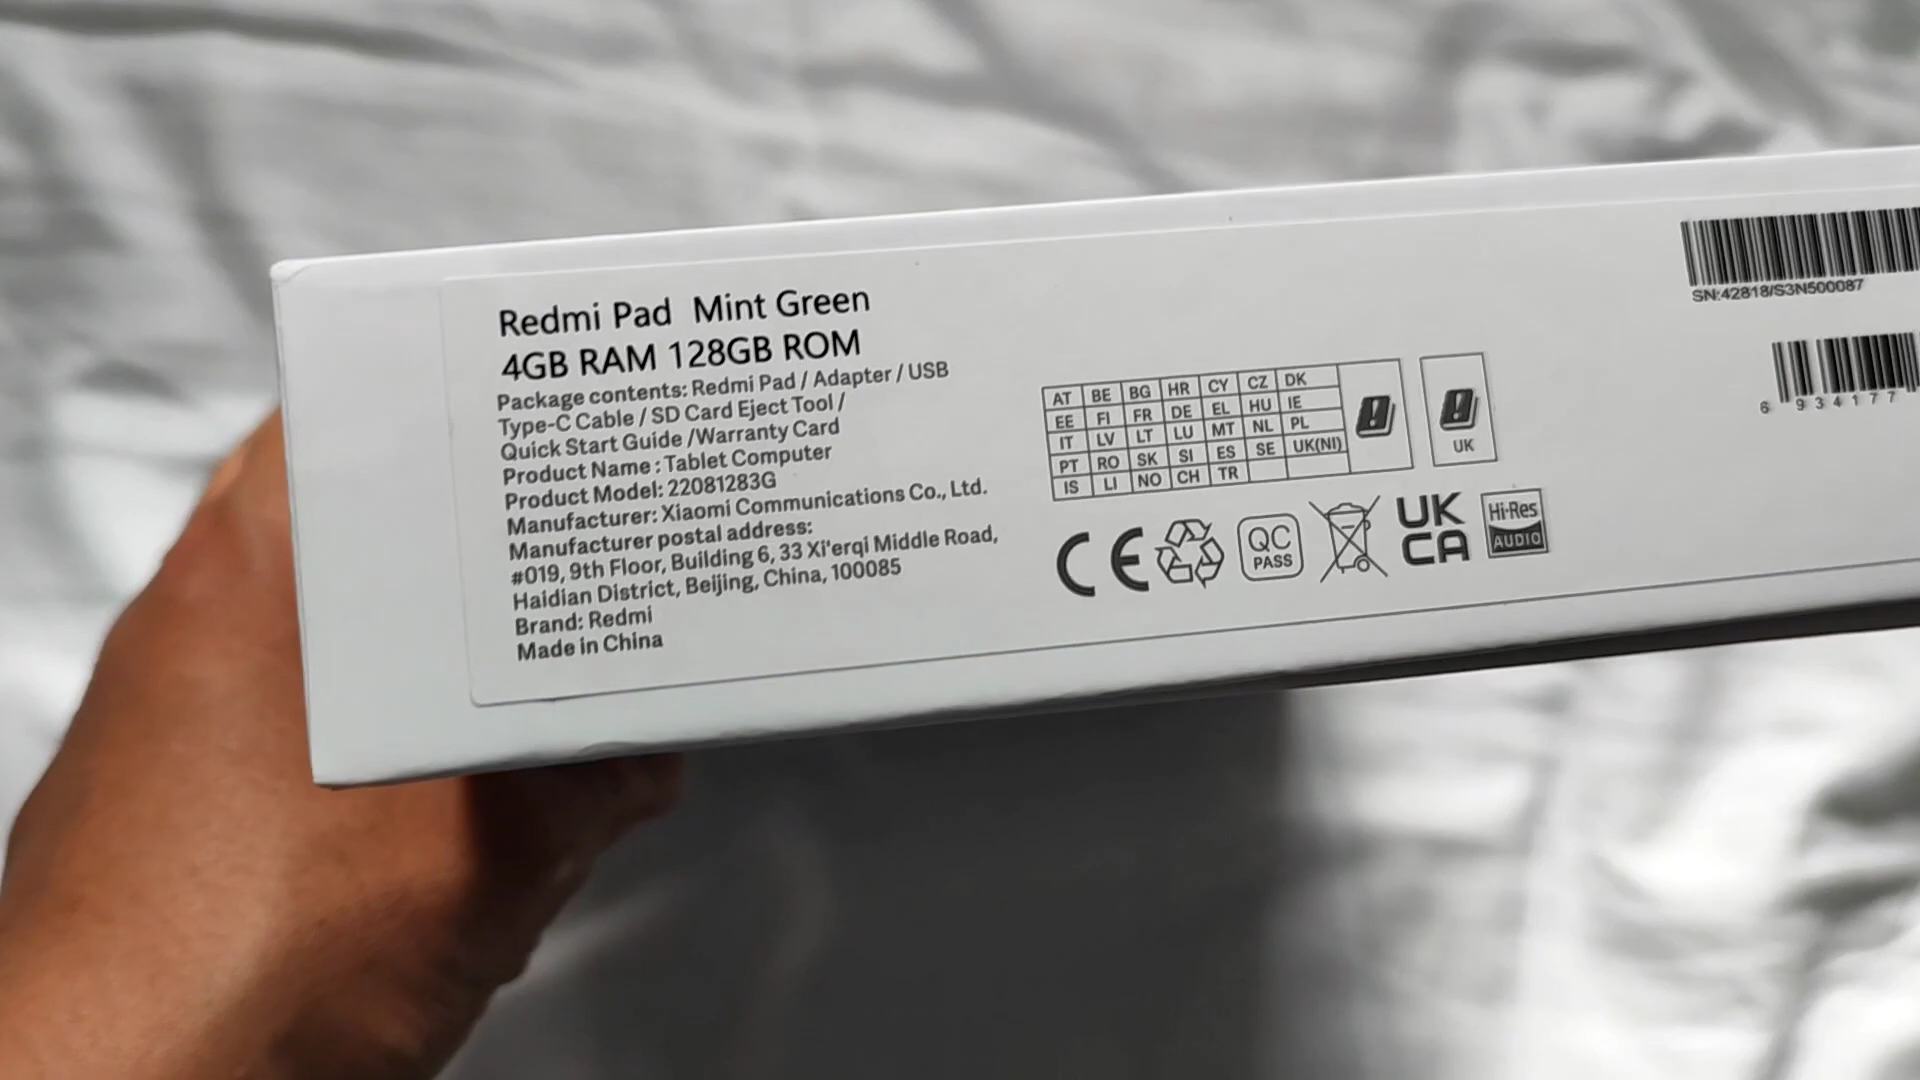 Redmi Pad Mint Green
4GB RAM 128GB ROM
Package contents: Redmi Pad / Adapter / USB
Type-C Cable / SD Card Eject Tool /
Quick Start Guide /Warranty Card
Product Name : Tablet Computer
Product Model: 22081283G
Manufacturer: Xiaomi Communications Co., Ltd.
Manufacturer postal address:
#019, 9th Floor, Building 6, 33 Xi'erqi Middle Road,
Haidian District, Beijing, China, 100085
Brand: Redmi
Made in China
AT BE BG HR CY CZ DK
EE FI FR DE EL HU IE
IT LV LT LU MT NL PL
PT RO SK SI ES SE UK(NI)
IS LI NO CH TR
UK
CE
QC
PASS
UK
CA
Hi-Res
AUDIO
SN:42818/S3N500087
6 934177